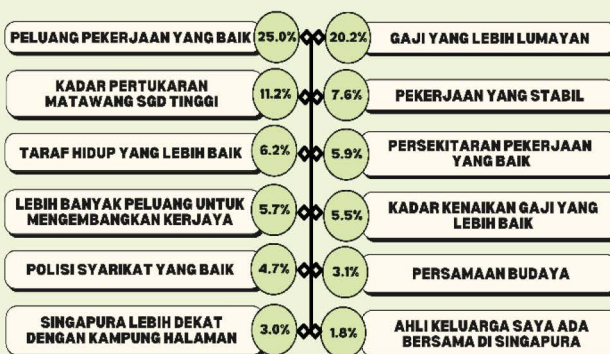 PELUANG PEKERJAAN YANG BAIK 25.0%
20.2% GAJI YANG LEBIH LUMAYAN
KADAR PERTUKARAN
MATAWANG SGD TINGGI
11.2%
7.6% PEKERJAAN YANG STABIL
TARAF HIDUP YANG LEBIH BAIK 6.2%
5.9%
PERSEKITARAN PEKERJAAN
YANG BAIK
LEBIH BANYAK PELUANG UNTUK
MENGEMBANGKAN KERJAYA
5.7%
5.5%
KADAR KENAIKAN GAJI YANG
LEBIH BAIK
POLISI SYARIKAT YANG BAIK 4.7%
3.1% PERSAMAAN BUDAYA
SINGAPURA LEBIH DEKAT
DENGAN KAMPUNG HALAMAN
3.0%
1.8%
AHLI KELUARGA SAYA ADA
BERSAMA DI SINGAPURA